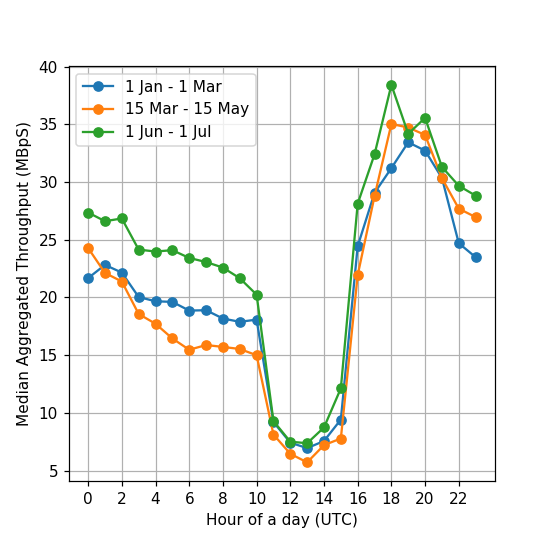 1 Jan - 1 Mar
15 Mar - 15 May
1 Jun - 1 Jul
Median Aggregated Throughput (MBpS)
40
35
30
25
20
15
10
5
0 2 4 6 8 10 12 14 16 18 20 22
Hour of a day (UTC)